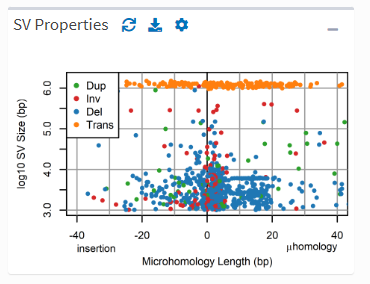 SV Properties
log10 SV Size (bp)
6.0
5.0
4.0
3.0
Dup
Inv
Del
Trans
-40
-20
0
20
40
insertion
μhomology
Microhomology Length (bp)